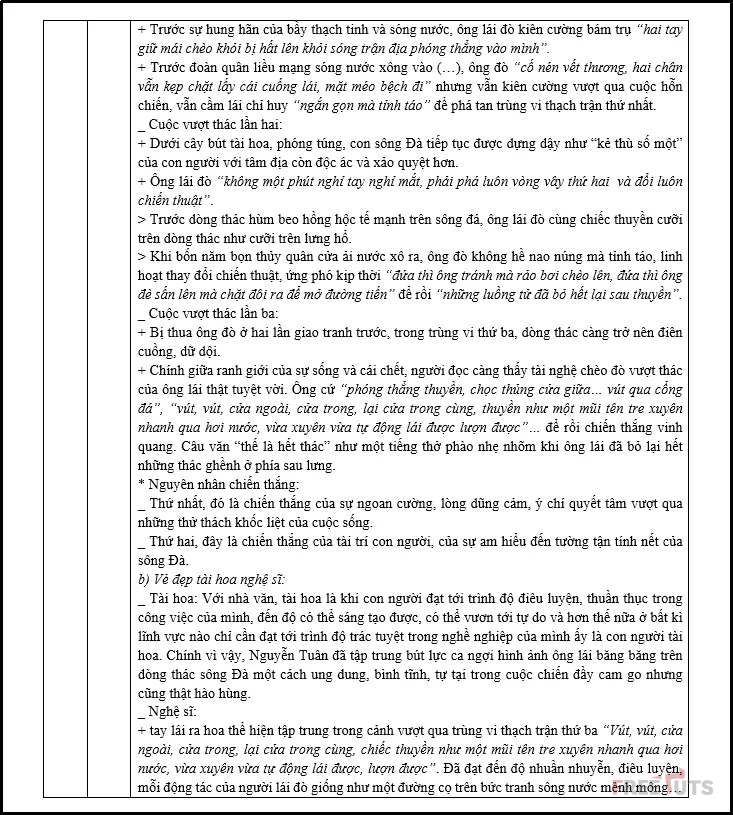 + Trước sự hung hãn của bầy thạch tinh và sóng nước, ông lái đò kiên cường bám trụ “hai tay
giữ mái chèo khỏi bị hất lên khỏi sóng trận địa phóng thẳng vào mình”.
+ Trước đoàn quân liều mạng sóng nước xông vào (…), ông đò “cố nén vết thương, hai chân
vẫn kẹp chặt lấy cái cuống lái, mặt méo bệch đi” nhưng vẫn kiên cường vượt qua cuộc hỗn
chiến, vẫn cầm lái chỉ huy “ngắn gọn mà tỉnh táo” để phá tan trùng vi thạch trận thứ nhất.
_ Cuộc vượt thác lần hai:
+ Dưới cây bút tài hoa, phóng túng, con sông Đà tiếp tục được dựng dậy như “kẻ thù số một”
của con người với tâm địa còn độc ác và xảo quyệt hơn.
+ Ông lái đò “không một phút nghỉ tay nghỉ mắt, phải phá luôn vòng vây thứ hai và đổi luôn
chiến thuật”.
> Trước dòng thác hùm beo hồng hộc tế mạnh trên sông đá, ông lái đò cùng chiếc thuyền cưỡi
trên dòng thác như cưỡi trên lưng hổ.
> Khi bốn năm bọn thủy quân cửa ải nước xô ra, ông đò không hề nao núng mà tỉnh táo, linh
hoạt thay đổi chiến thuật, ứng phó kịp thời “đứa thì ông tránh mà rảo bơi chèo lên, đứa thì ông
đè sấn lên mà chặt đôi ra để mở đường tiến” để rồi “những luồng tử đã bỏ hết lại sau thuyền”.
_ Cuộc vượt thác lần ba:
+ Bị thua ông đò ở hai lần giao tranh trước, trong trùng vi thứ ba, dòng thác càng trở nên điên
cuồng, dữ dội.
+ Chính giữa ranh giới của sự sống và cái chết, người đọc càng thấy tài nghệ chèo đò vượt thác
của ông lái thật tuyệt vời. Ông cứ “phóng thẳng thuyền, chọc thủng cửa giữa… vút qua cổng
đá”, “vút, vút, cửa ngoài, cửa trong, lại cửa trong cùng, thuyền như một mũi tên tre xuyên
nhanh qua hơi nước, vừa xuyên vừa tự động lái được lượn được”… để rồi chiến thắng vinh
quang. Câu văn “thế là hết thác” như một tiếng thở phào nhẹ nhõm khi ông lái đã bỏ lại hết
những thác ghềnh ở phía sau lưng.
* Nguyên nhân chiến thắng:
_ Thứ nhất, đó là chiến thắng của sự ngoan cường, lòng dũng cảm, ý chí quyết tâm vượt qua
những thử thách khốc liệt của cuộc sống.
_ Thứ hai, đây là chiến thắng của tài trí con người, của sự am hiểu đến tường tận tính nết của
sông Đà.
b) Vẻ đẹp tài hoa nghệ sĩ:
_ Tài hoa: Với nhà văn, tài hoa là khi con người đạt tới trình độ điêu luyện, thuần thục trong
công việc của mình, đến độ có thể sáng tạo được, có thể vươn tới tự do và hơn thế nữa ở bất kì
lĩnh vực nào chỉ cần đạt tới trình độ trác tuyệt trong nghề nghiệp của mình ấy là con người tài
hoa. Chính vì vậy, Nguyễn Tuân đã tập trung bút lực ca ngợi hình ảnh ông lái băng băng trên
dòng thác sông Đà một cách ung dung, bình tĩnh, tự tại trong cuộc chiến đầy cam go nhưng
cũng thật hào hùng.
_ Nghệ sĩ:
+ tay lái ra hoa thể hiện tập trung trong cảnh vượt qua trùng vi thạch trận thứ ba “Vút, vút, cửa
ngoài, cửa trong, lại cửa trong cùng, chiếc thuyền như một mũi tên tre xuyên nhanh qua hơi
nước, vừa xuyên vừa tự động lái được, lượn được”. Đã đạt đến độ nhuần nhuyễn, điêu luyện,
mỗi động tác của người lái đò giống như một đường cọ trên bức tranh sông nước mênh mông…
FREETUTS